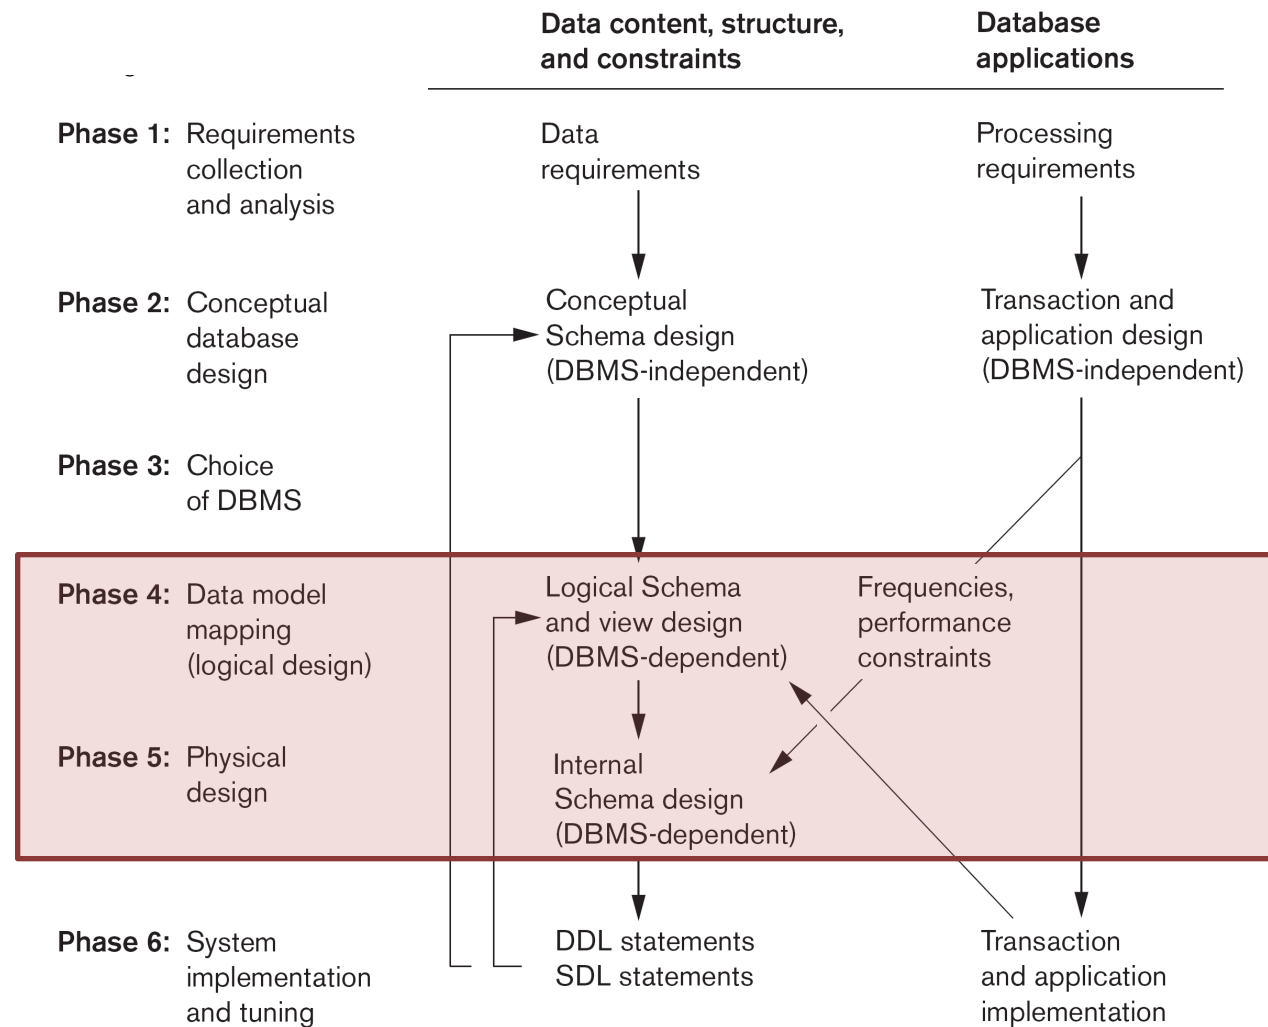 Data content, structure,
and constraints
Database
applications
Phase 1: Requirements
collection
and analysis
Data
requirements
Processing
requirements
Phase 2: Conceptual
database
design
Conceptual
Schema design
(DBMS-independent)
Transaction and
application design
(DBMS-independent)
Phase 3: Choice
of DBMS
Phase 4: Data model
mapping
(logical design)
Logical Schema
and view design
(DBMS-dependent)
Frequencies,
performance
constraints
Phase 5: Physical
design
Internal
Schema design
(DBMS-dependent)
Phase 6: System
implementation
and tuning
DDL statements
SDL statements
Transaction
and application
implementation